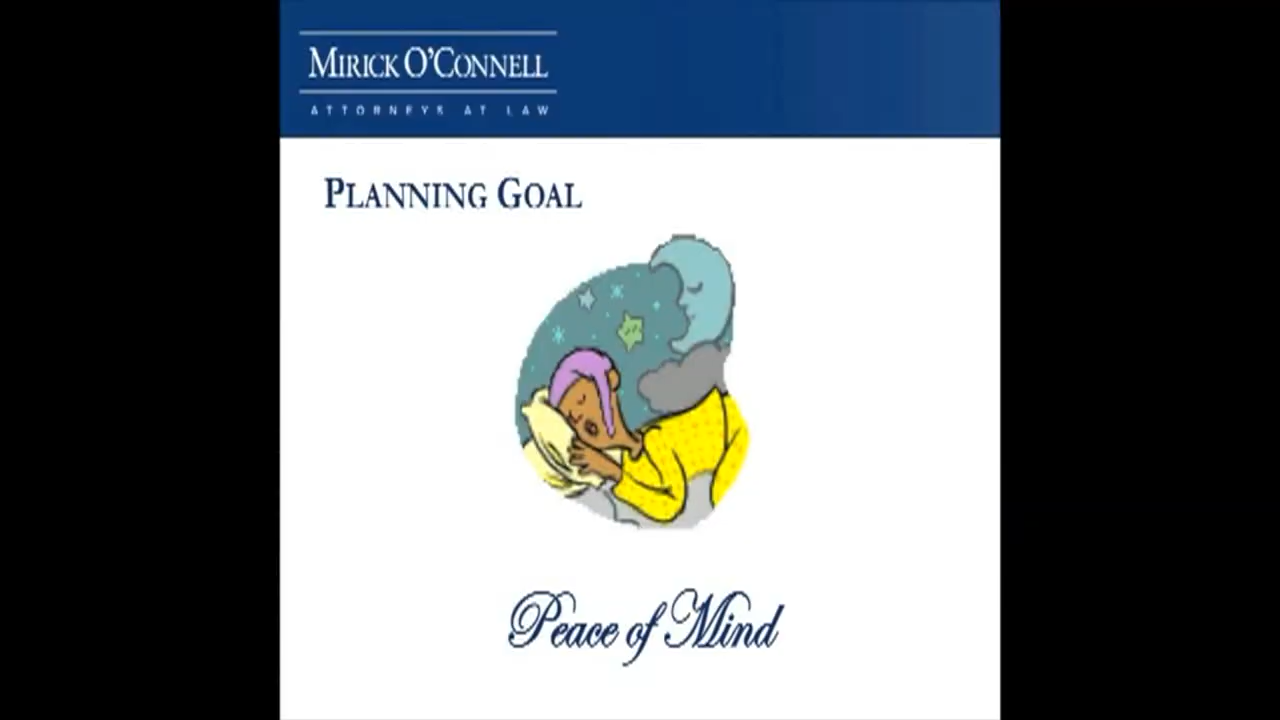 MIRICK O'CONNELL
ATTORNEYS AT LAW
PLANNING GOAL
Peace of Mind